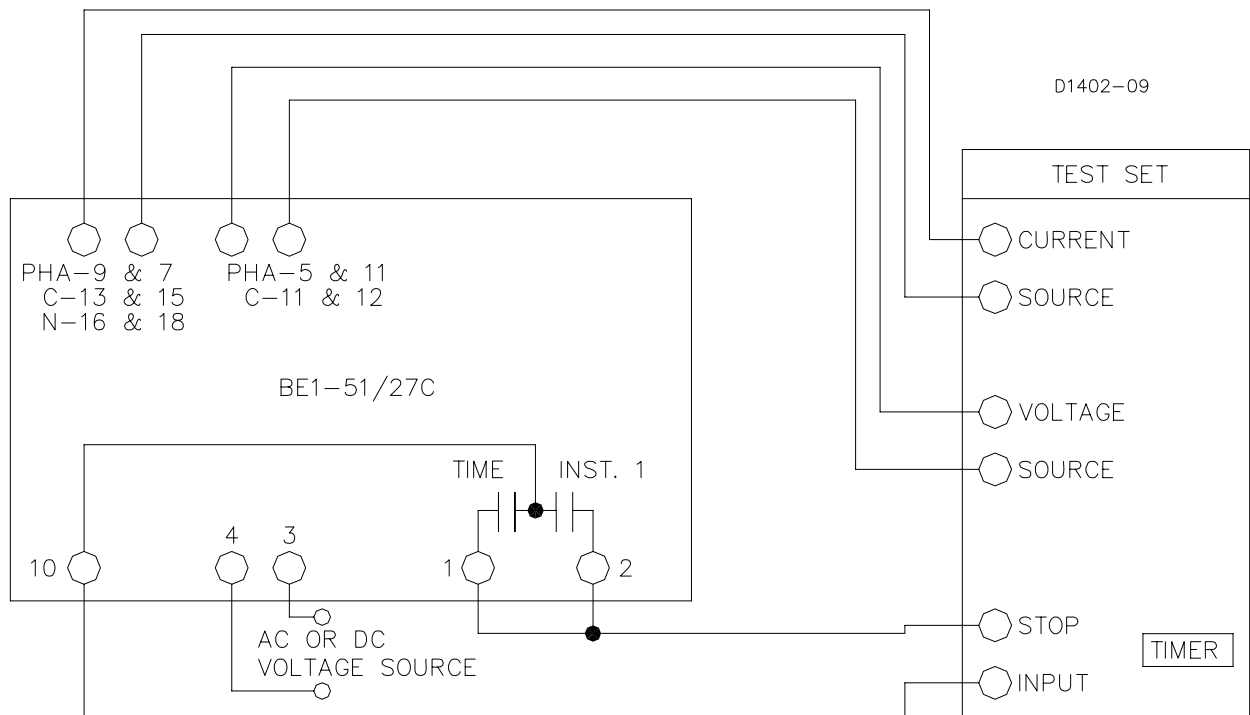 D1402-09
TEST SET
CURRENT
SOURCE
PHA-9 & 7
C-13 & 15
N-16 & 18
PHA-5 & 11
C-11 & 12
BE1-51/27C
VOLTAGE
SOURCE
TIME
INST. 1
10
4
3
1
2
AC OR DC
VOLTAGE SOURCE
STOP
TIMER
INPUT